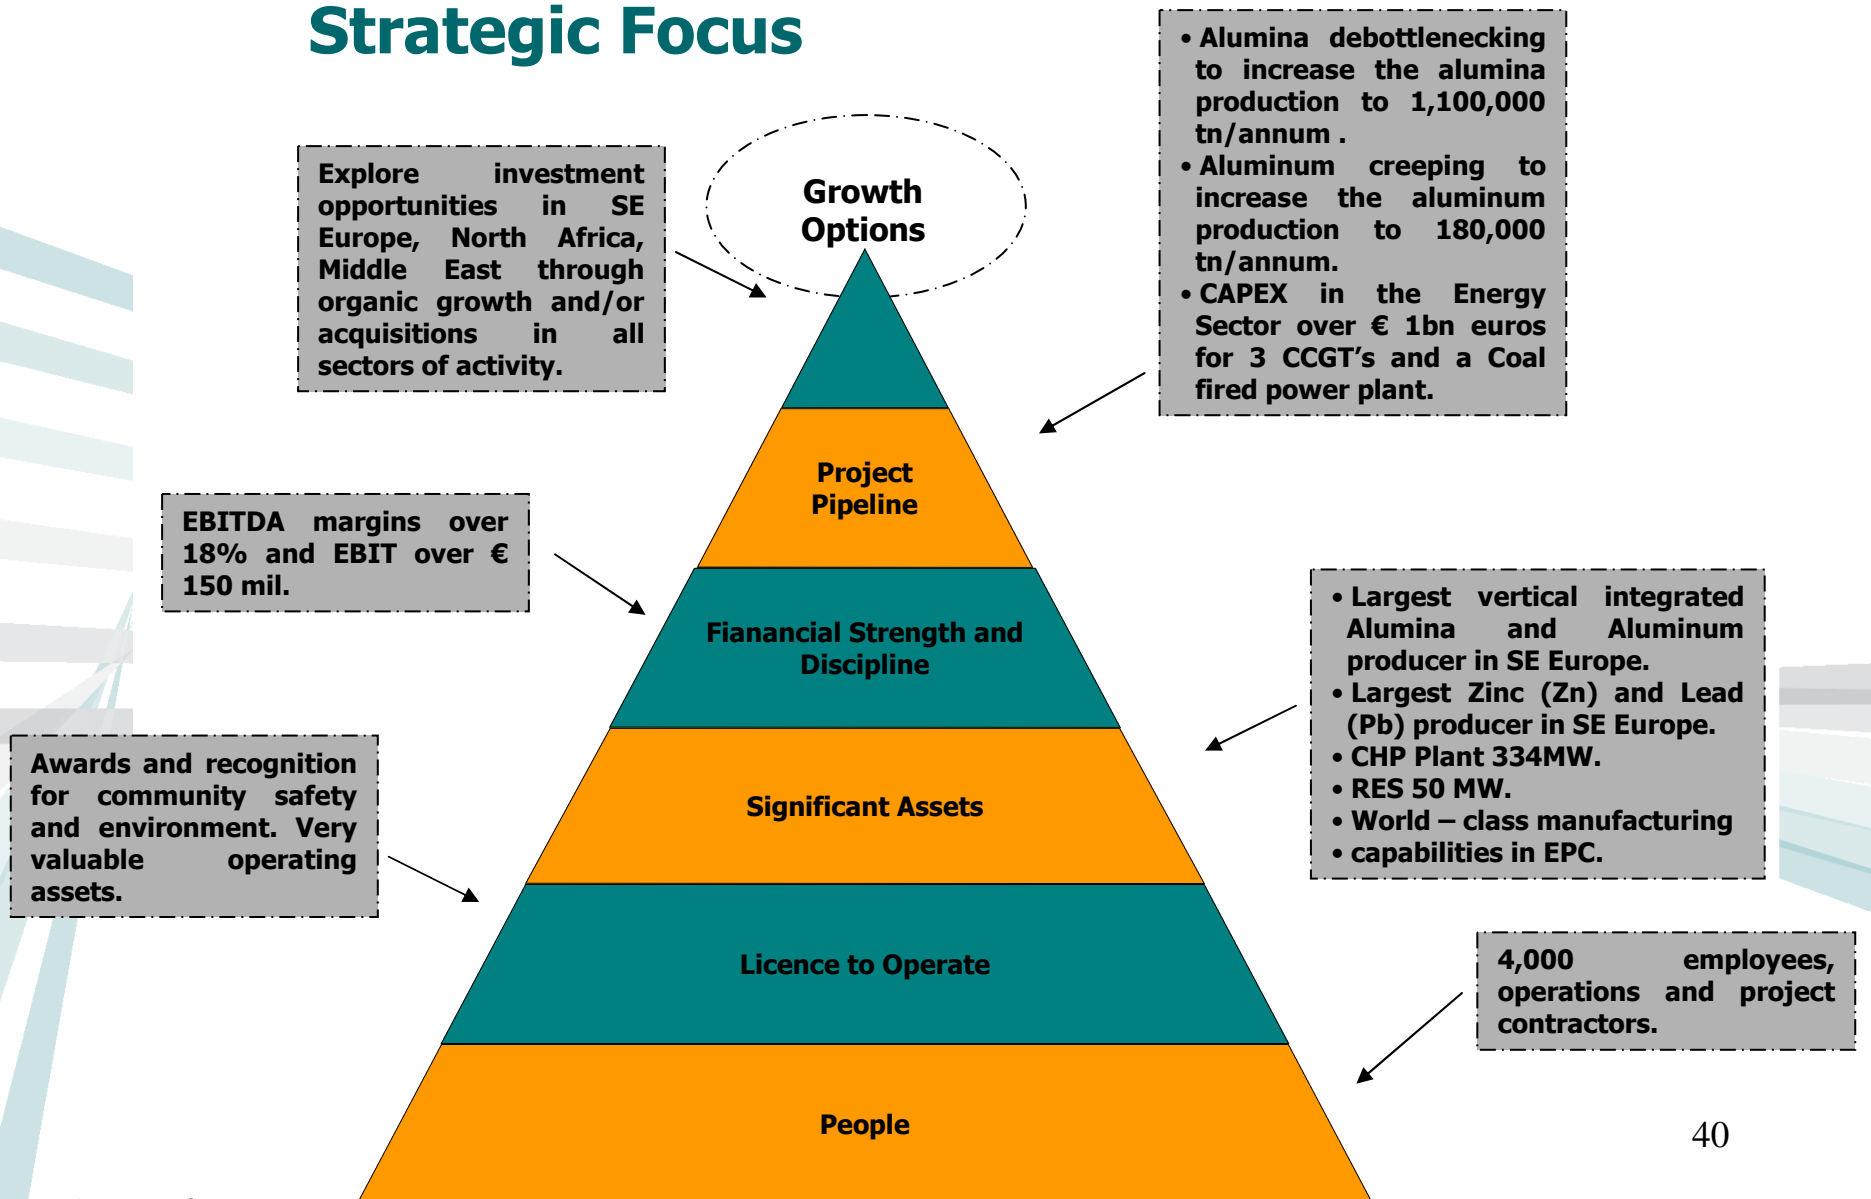 Strategic Focus
• Alumina debottlenecking
to increase the alumina
production to 1,100,000
tn/annum .
• Aluminum creeping to
increase the aluminum
production to 180,000
tn/annum.
• CAPEX in the Energy
Sector over € 1bn euros
for 3 CCGT’s and a Coal
fired power plant.
Explore investment
opportunities in SE
Europe, North Africa,
Middle East through
organic growth and/or
acquisitions in all
sectors of activity.
Growth
Options
Project
Pipeline
EBITDA margins over
18% and EBIT over €
150 mil.
Fianancial Strength and
Discipline
• Largest vertical integrated
Alumina and Aluminum
producer in SE Europe.
• Largest Zinc (Zn) and Lead
(Pb) producer in SE Europe.
• CHP Plant 334MW.
• RES 50 MW.
• World – class manufacturing
• capabilities in EPC.
Awards and recognition
for community safety
and environment. Very
valuable operating
assets.
Significant Assets
Licence to Operate
4,000 employees,
operations and project
contractors.
People
40